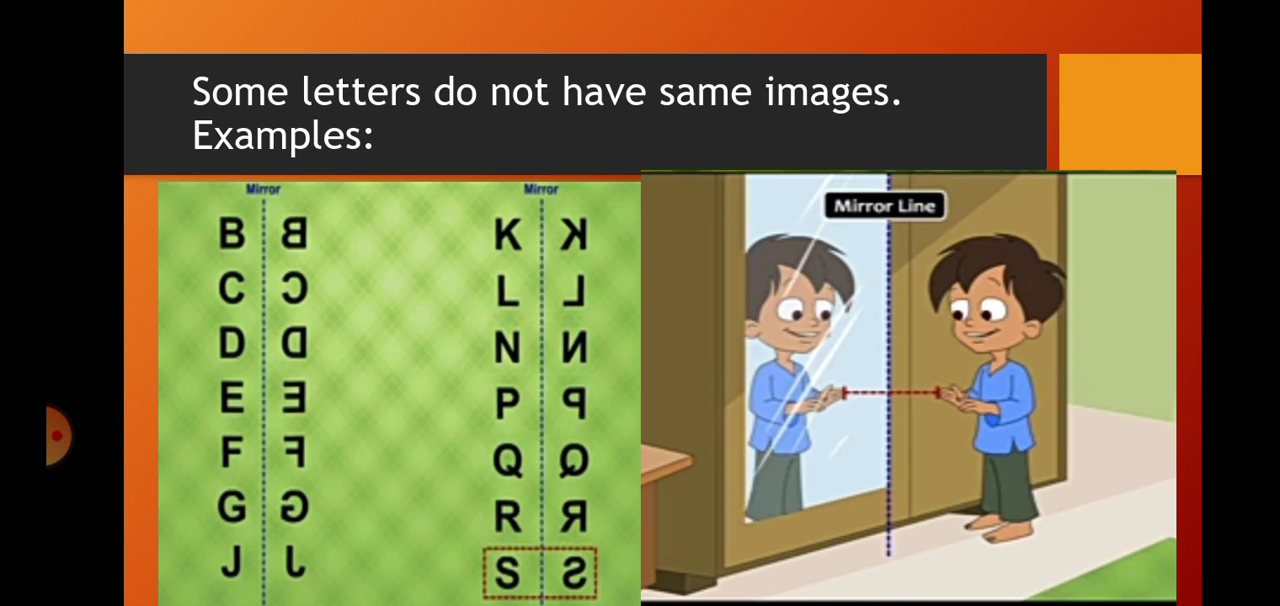 Some letters do not have same images.
Examples:
Mirror
B B
C C
D D
E E
F F
G G
J J
Mirror
K K
L L
N N
P P
Q Q
R R
S S
Mirror Line